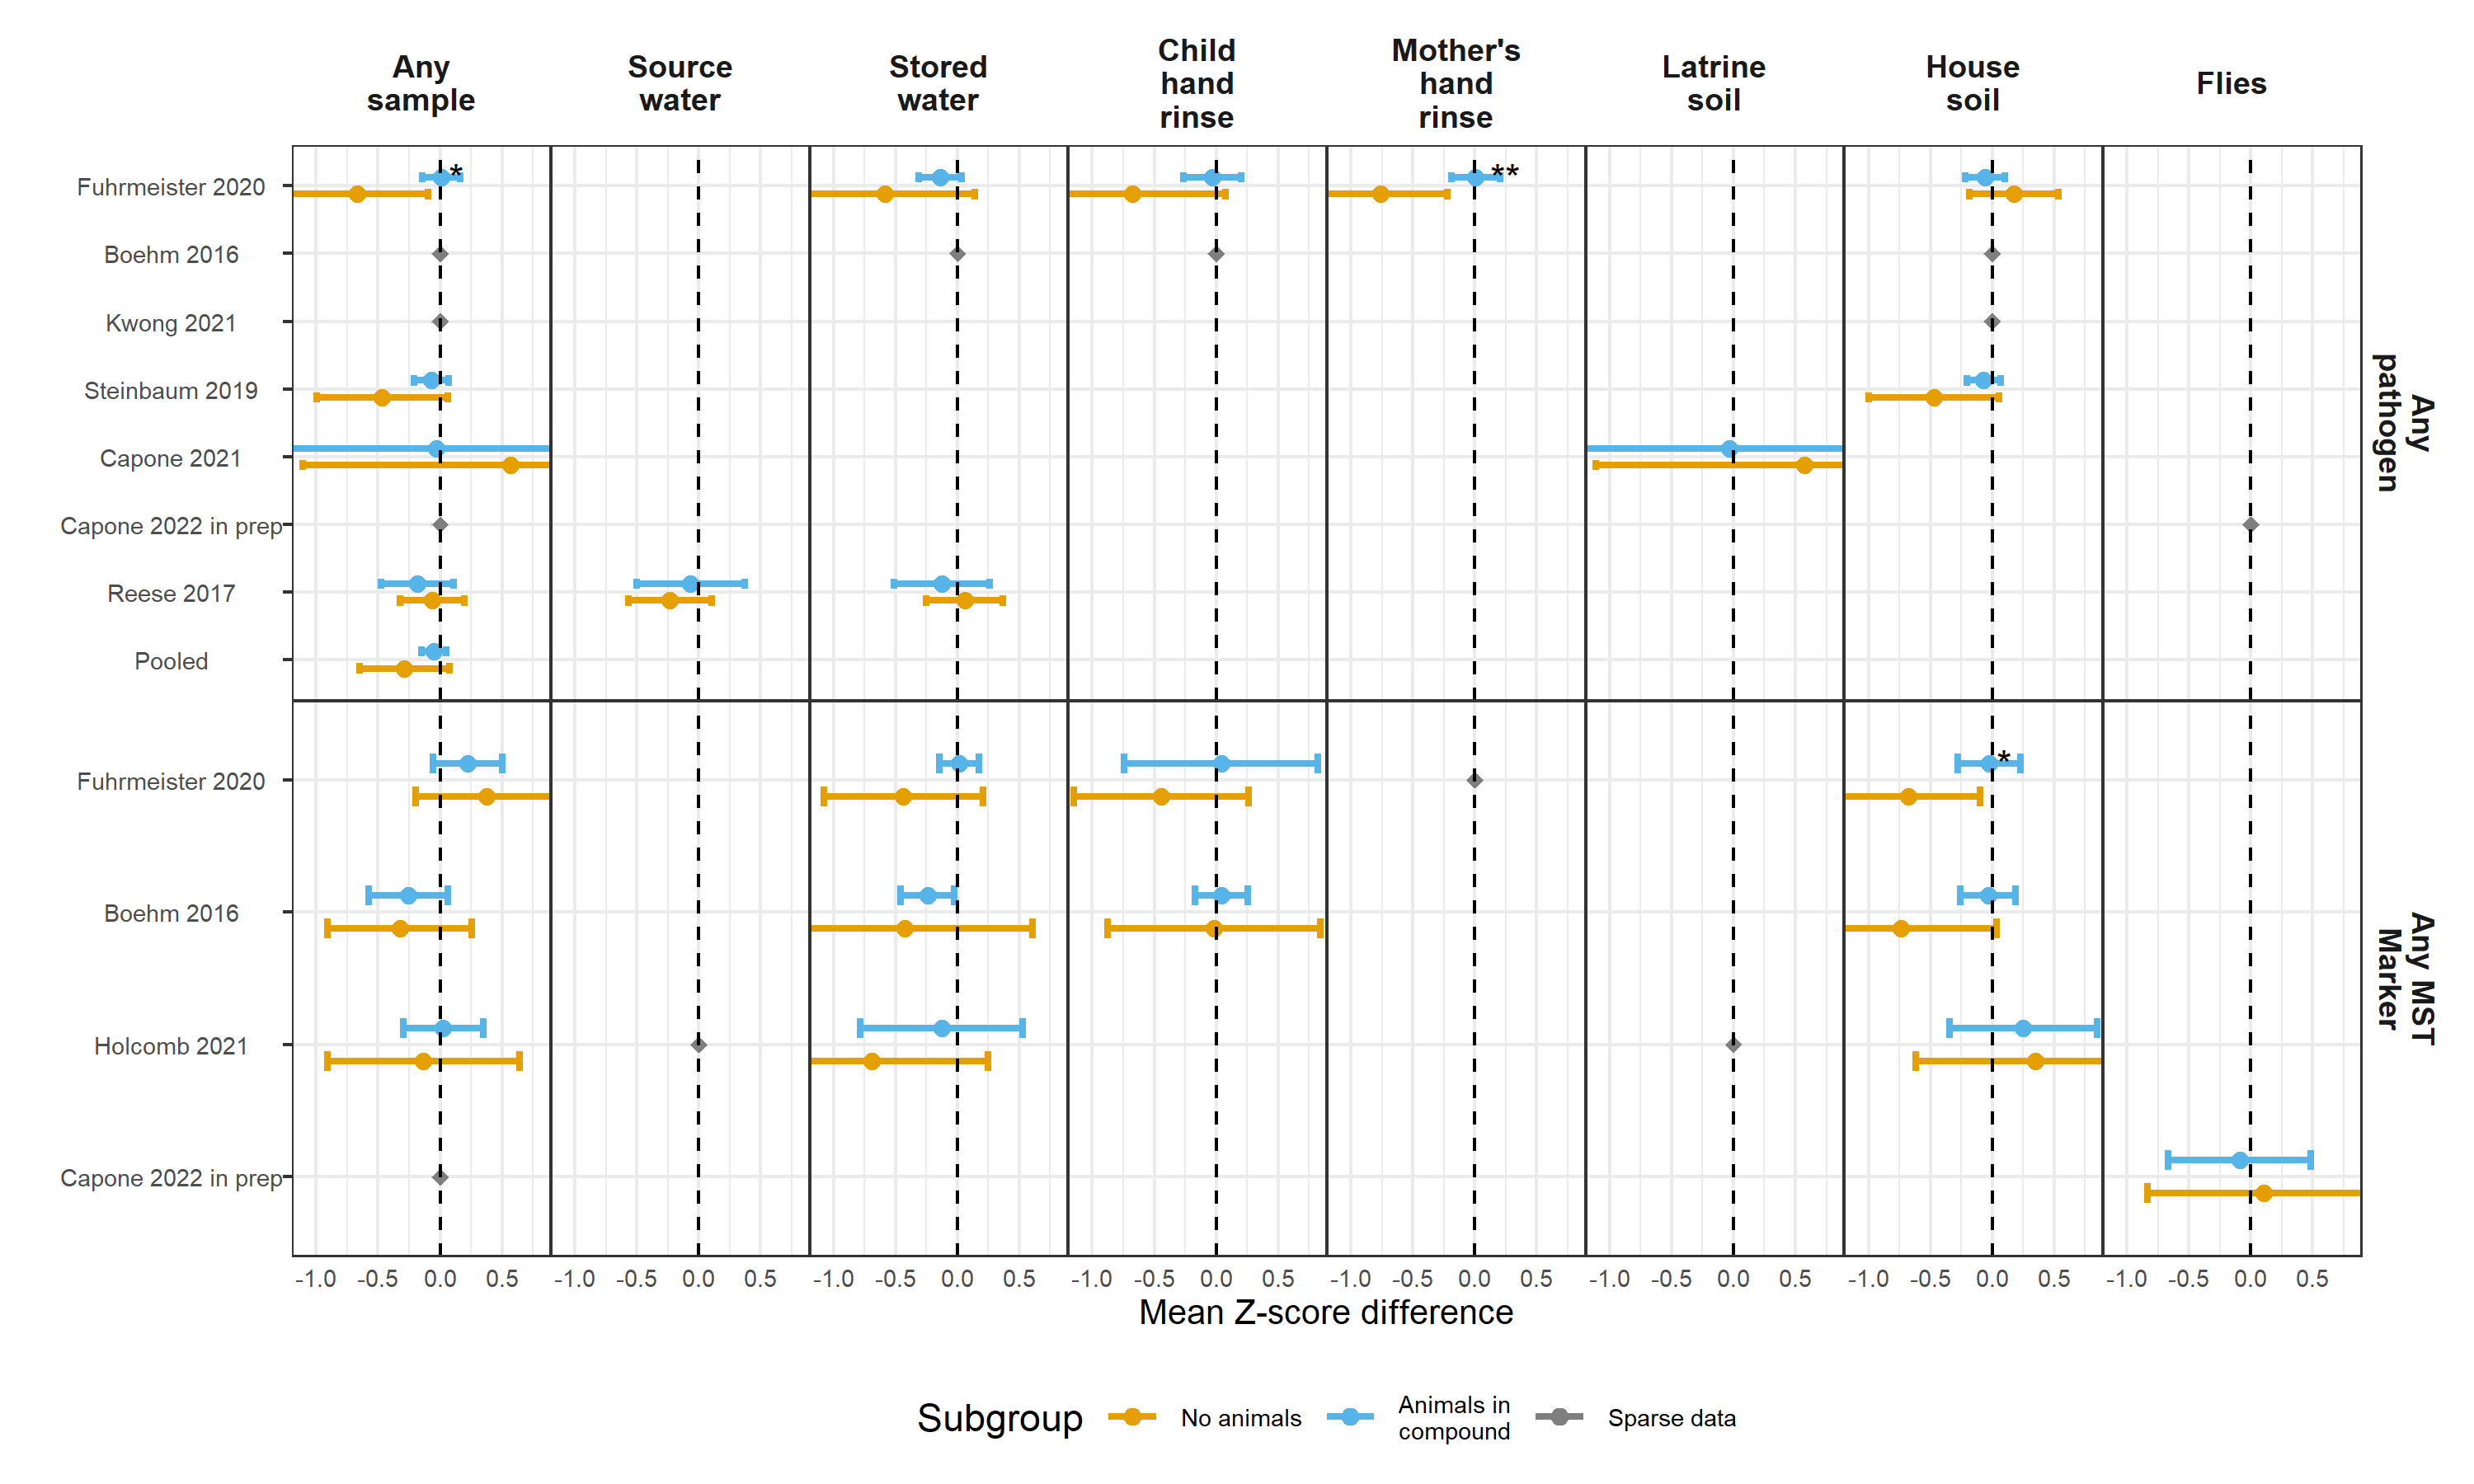 Any
sample
Source
water
Stored
water
Child
hand
rinse
Mother's
hand
rinse
Latrine
soil
House
soil
Flies
Fuhrmeister 2020
* **
Boehm 2016
Kwong 2021
Steinbaum 2019
Capone 2021
Capone 2022 in prep
Reese 2017
Pooled
Any
pathogen
Fuhrmeister 2020
*
Boehm 2016
Holcomb 2021
Capone 2022 in prep
Any MST
Marker
-1.0 -0.5 0.0 0.5 -1.0 -0.5 0.0 0.5 -1.0 -0.5 0.0 0.5 -1.0 -0.5 0.0 0.5 -1.0 -0.5 0.0 0.5 -1.0 -0.5 0.0 0.5 -1.0 -0.5 0.0 0.5 -1.0 -0.5 0.0 0.5
Mean Z-score difference
Subgroup
No animals
Animals in
compound
Sparse data